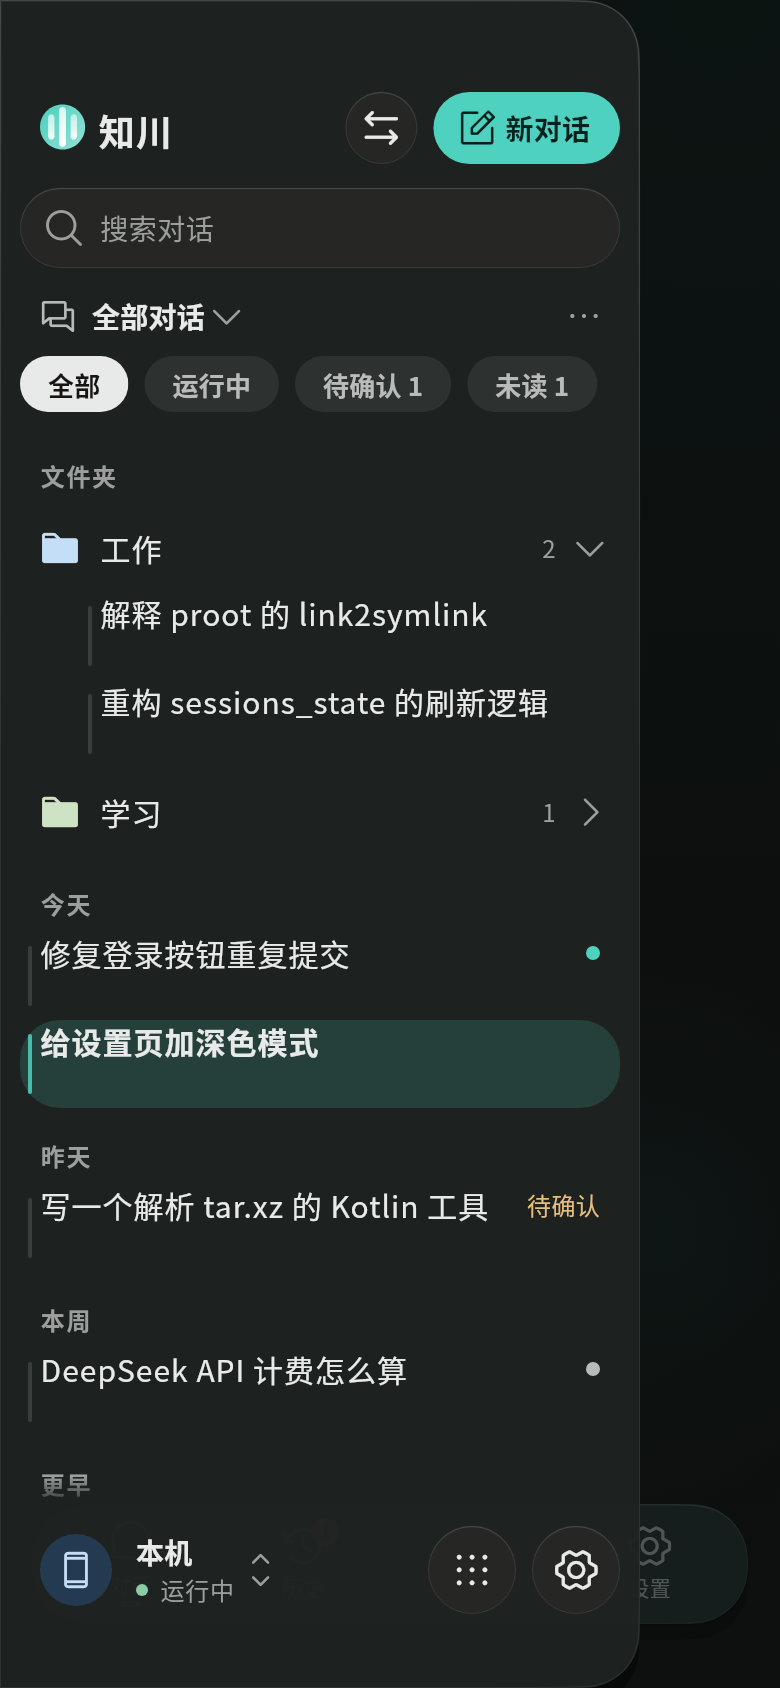 知川
新对话
搜索对话
全部对话
全部 运行中 待确认 1 未读 1
文件夹
工作 2
解释 proot 的 link2symlink
重构 sessions_state 的刷新逻辑
学习 1
今天
修复登录按钮重复提交
给设置页加深色模式
昨天
写一个解析 tar.xz 的 Kotlin 工具 待确认
本周
DeepSeek API 计费怎么算
更早
本机
运行中
设置